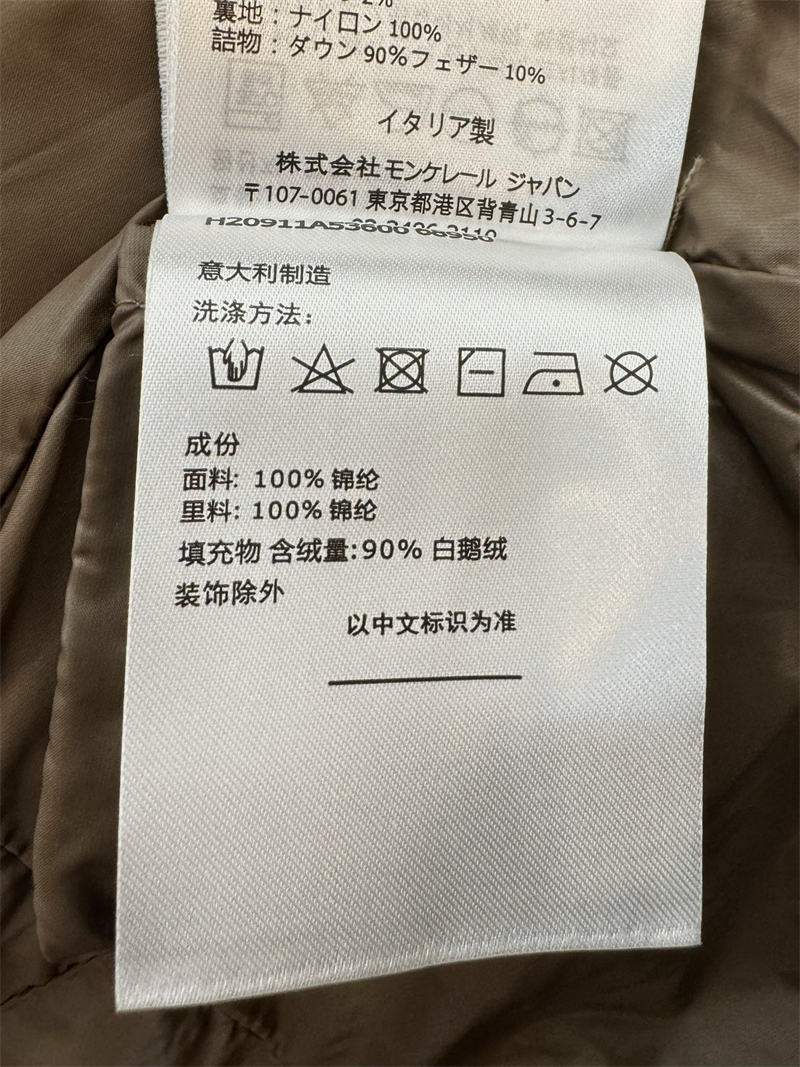 裏地：ナイロン 100%
詰物：ダウン 90%フェザー 10%
イタリア製
株式会社モンケレール ジャパン
〒107-0061 東京都港区背青山 3-6-7
意大利制造
洗涤方法：
成份
面料: 100% 锦纶
里料: 100% 锦纶
填充物 含绒量:90% 白鹅绒
装饰除外
以中文标识为准